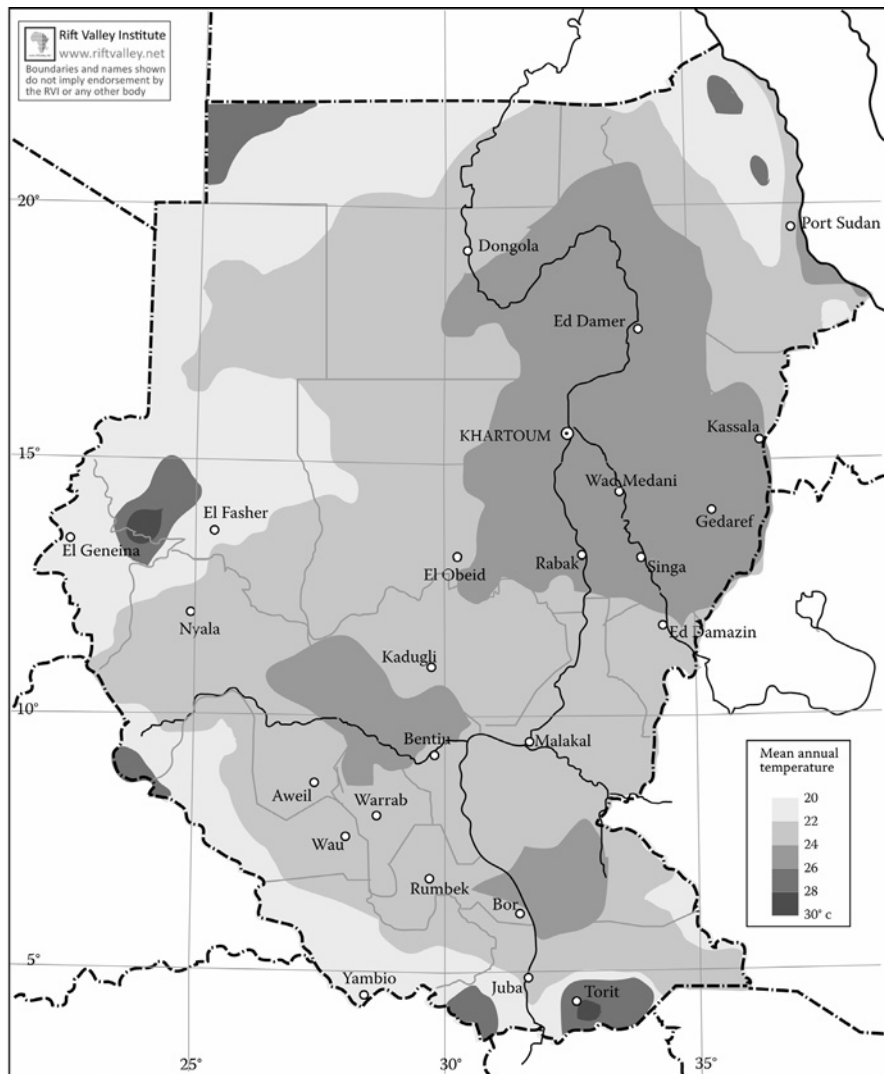 Rift Valley Institute
www.riftvalley.net
Boundaries and names shown
do not imply endorsement by
the RVI or any other body
20°
Port Sudan
Dongola
Ed Damer
KHARTOUM
Kassala
15°
Wad Medani
El Fasher
Gedaref
El Geneina
Rabak
Singa
El Obeid
Nyala
Ed Damazin
Kadugli
10°
Bentiu
Malakal
Mean annual
temperature
20
22
24
26
28
30° c
Aweil
Warrab
Wau
Rumbek
Bor
5°
Yambio
Juba
Torit
25°
30°
35°